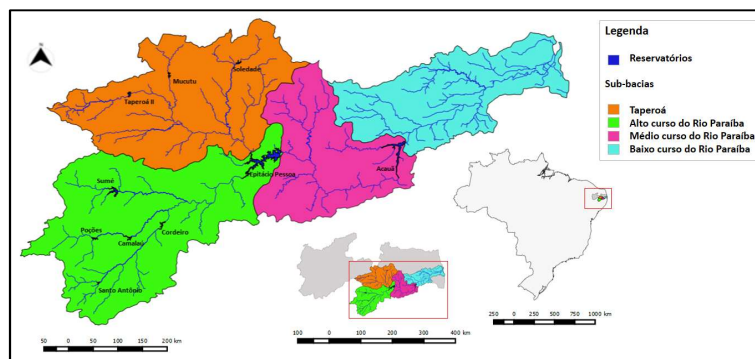 N
Legenda
Reservatórios
Sub-bacias
Taperoá
Alto curso do Rio Paraíba
Médio curso do Rio Paraíba
Baixo curso do Rio Paraíba
Soledade
Mucutu
Taperoá II
Epitácio Pessoa
Acauã
Sumé
Poções
Cordeiro
Camalaú
Santo Antônio
50 0 50 100 150 200 km
100 0 100 200 300 400 km
250 0 250 500 750 1000 km